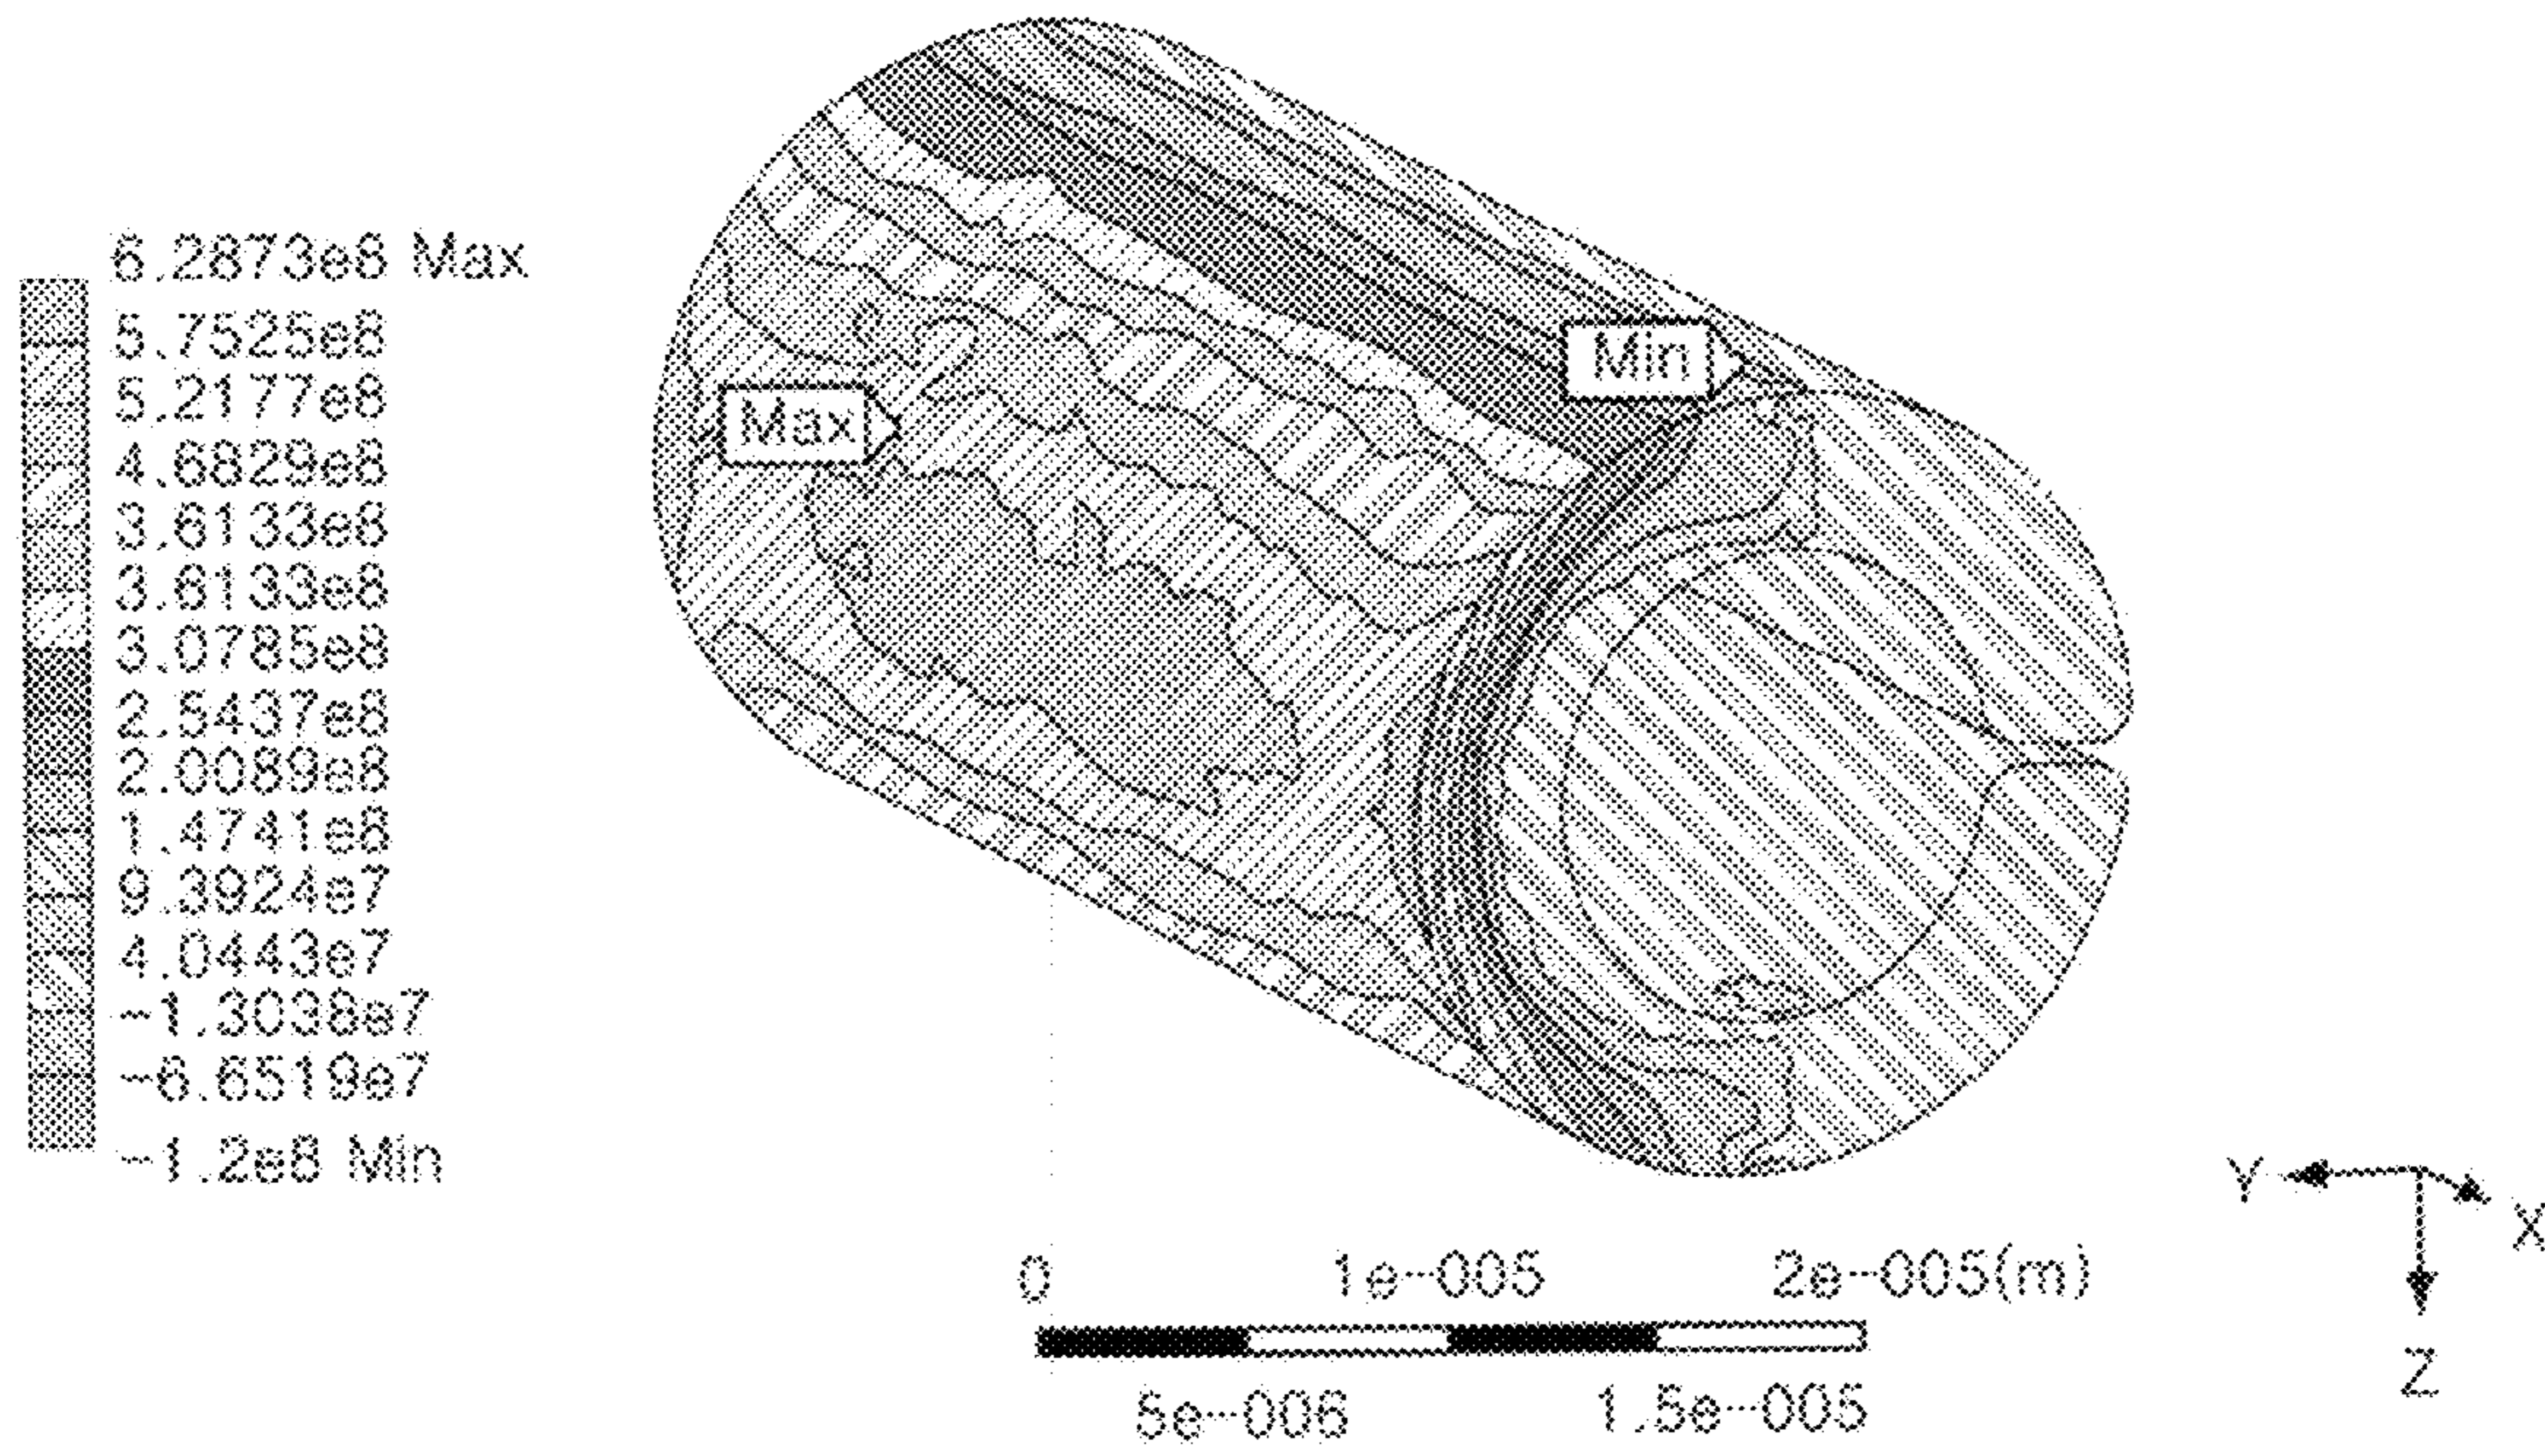 6.2873e8 Max
5.7525e8
5.2177e8
4.6829e8
3.6133e8
3.6133e8
3.0785e8
2.5437e8
2.0089e8
1.4741e8
9.3924e7
4.0443e7
-1.3038e7
-6.6519e7
-1.2e8 Min
Min
Max
Y
X
Z
0 1e-005 2e-005(m)
5e-006 1.5e-005